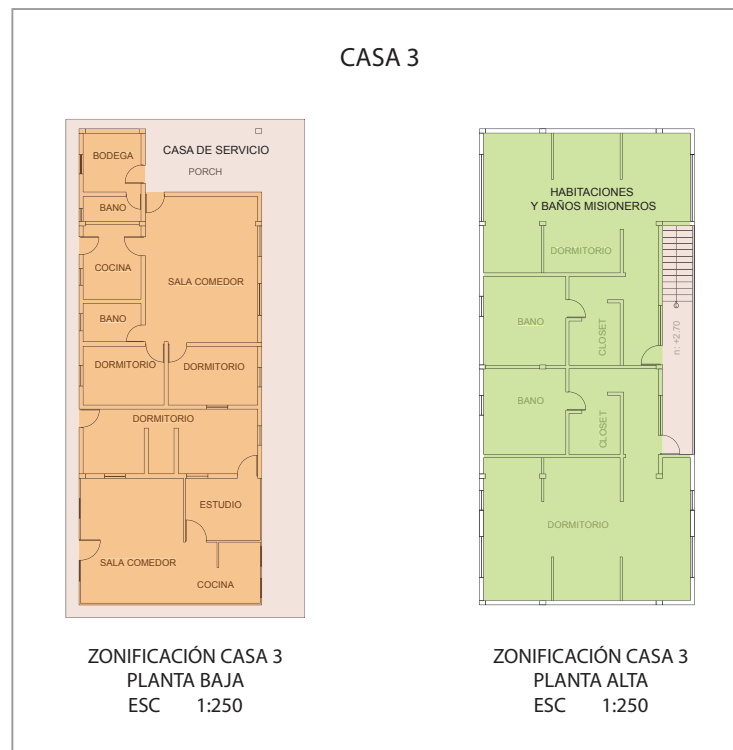 CASA 3
CASA DE SERVICIO
PORCH
BODEGA
BANO
COCINA
SALA COMEDOR
BANO
DORMITORIO
DORMITORIO
DORMITORIO
ESTUDIO
SALA COMEDOR
COCINA
ZONIFICACIÓN CASA 3
PLANTA BAJA
ESC 1:250
HABITACIONES
Y BAÑOS MISIONEROS
DORMITORIO
BANO
CLOSET
n: +2.70
BANO
CLOSET
DORMITORIO
ZONIFICACIÓN CASA 3
PLANTA ALTA
ESC 1:250